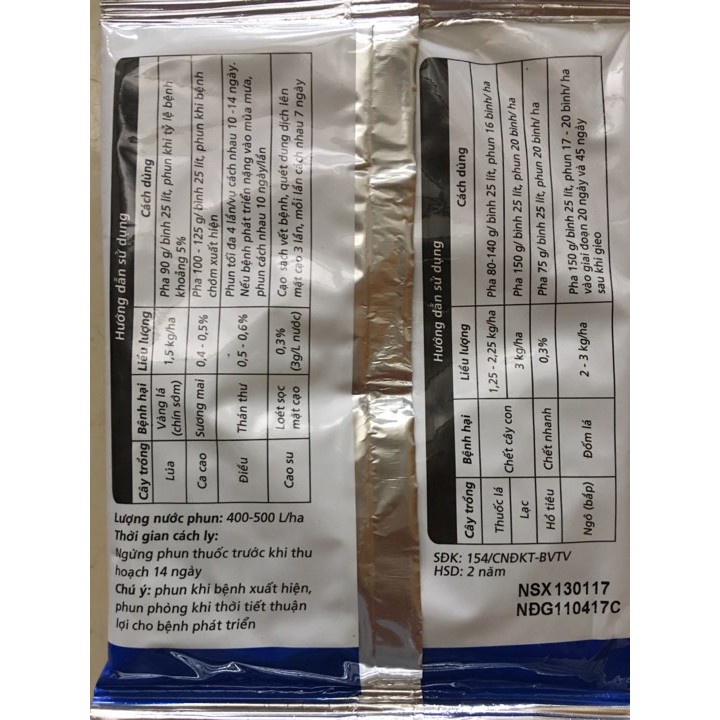 Hướng dẫn sử dụng
Cây trồng Bệnh hại Liều lượng Cách dùng
Lúa Vàng lá (chín sớm) 1,5 kg/ha Pha 90 g/ bình 25 lít, phun khi tỷ lệ bệnh
khoảng 5%
Ca cao Sương mai 0,4 - 0,5% Pha 100 - 125 g/ bình 25 lít, phun khi bệnh
chớm xuất hiện
Điều Thán thư 0,5 - 0,6% Phun tối đa 4 lần/vụ cách nhau 10 -14 ngày.
Nếu bệnh phát triển nặng vào mùa mưa,
phun cách nhau 10 ngày/lần
Cao su Loét sọc mặt cạo 0,3% (3g/L nước) Cạo sạch vết bệnh, quét dung dịch lên
mặt cạo 3 lần, mỗi lần cách nhau 7 ngày
Lượng nước phun: 400-500 L/ha
Thời gian cách ly:
Ngừng phun thuốc trước khi thu
hoạch 14 ngày
Chú ý: phun khi bệnh xuất hiện,
phun phòng khi thời tiết thuận
lợi cho bệnh phát triển
Hướng dẫn sử dụng
Cây trồng Bệnh hại Liều lượng Cách dùng
Thuốc lá Chết cây con 1,25 - 2,25 kg/ha Pha 80-140 g/ bình 25 lít, phun 16 bình/ ha
Lạc 3 kg/ha Pha 150 g/ bình 25 lít, phun 20 bình/ ha
Hồ tiêu Chết nhanh 0,3% Pha 75 g/ bình 25 lít, phun 20 bình/ ha
Ngô (bắp) Đốm lá 2 - 3 kg/ha Pha 150 g/ bình 25 lít, phun 17 - 20 bình/ ha
vào giai đoạn 20 ngày và 45 ngày
sau khi gieo
SĐK: 154/CNĐKT-BVTV
HSD: 2 năm
NSX130117
NĐG110417C